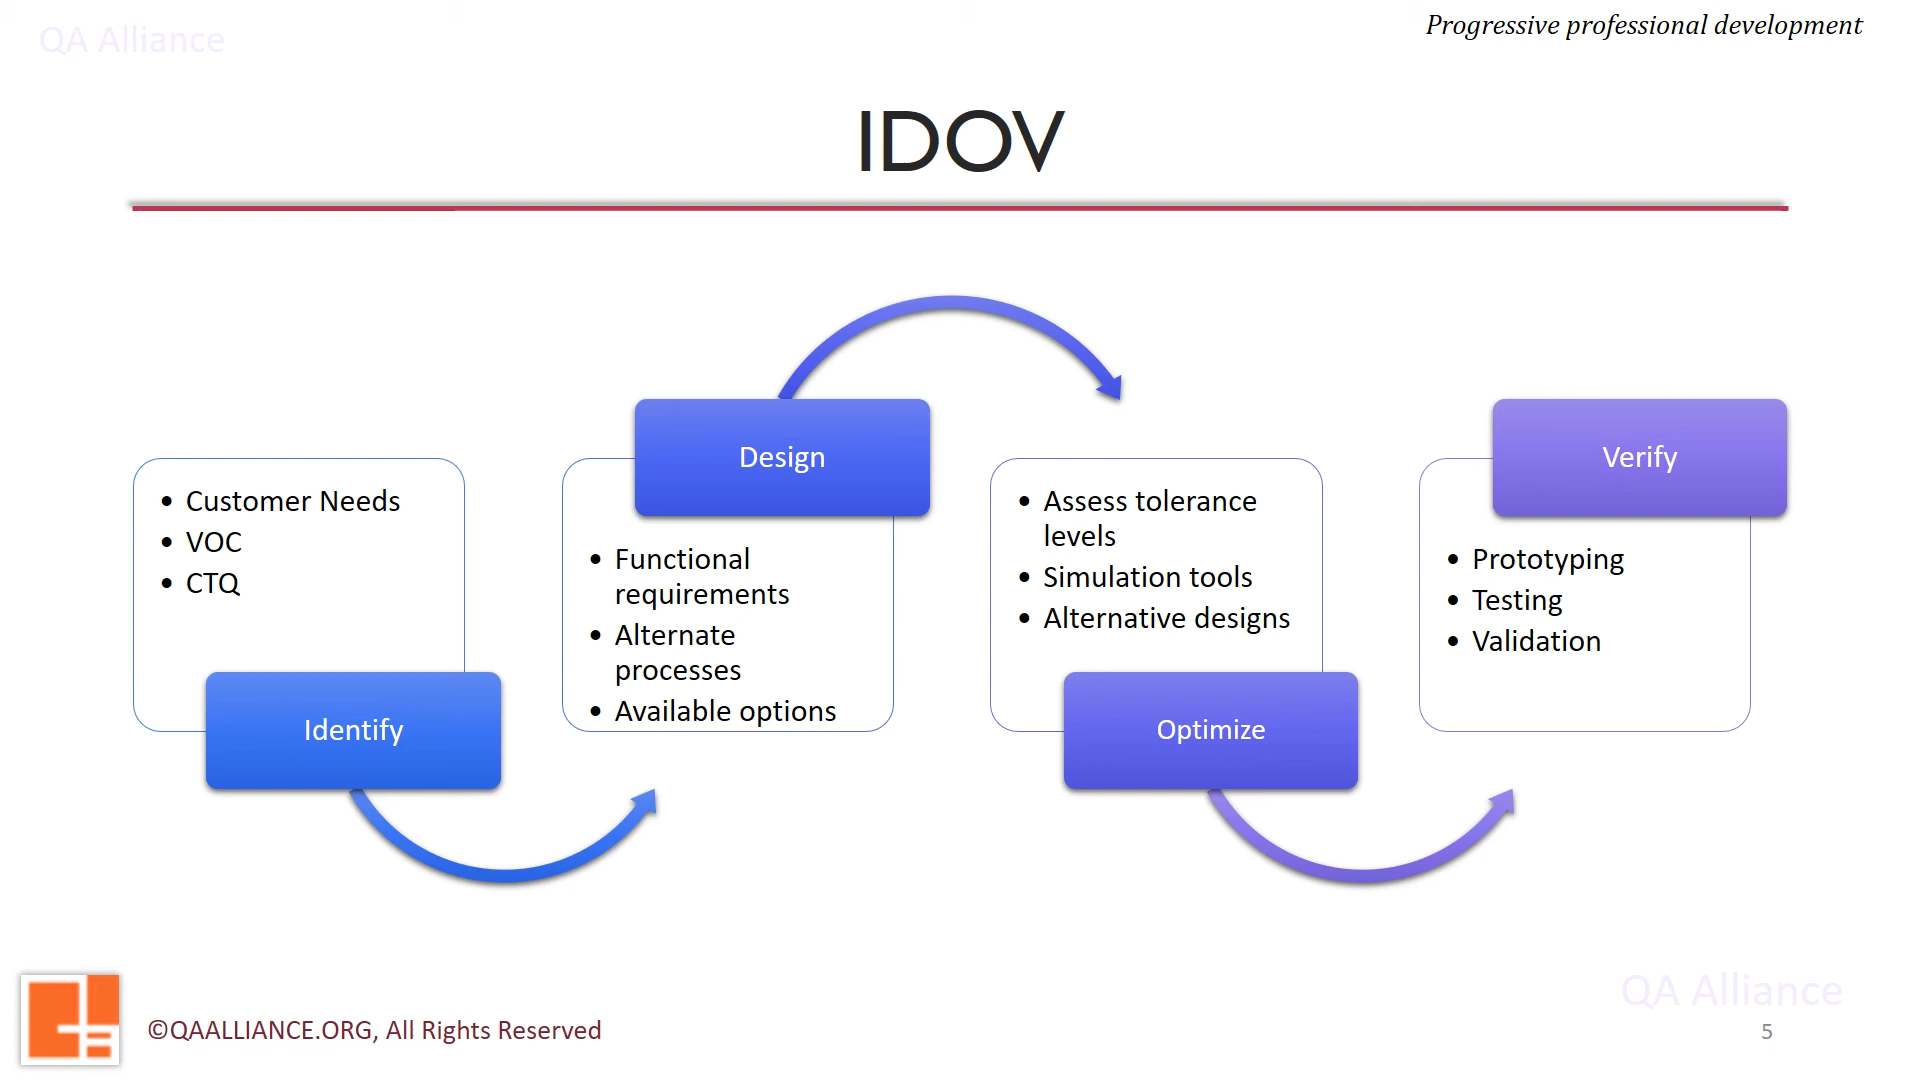 QA Alliance
Progressive professional development
IDOV
• Customer Needs
• VOC
• CTQ
Identify
Design
• Functional
requirements
• Alternate
processes
• Available options
• Assess tolerance
levels
• Simulation tools
• Alternative designs
Optimize
Verify
• Prototyping
• Testing
• Validation
QA Alliance
©QAALLIANCE.ORG, All Rights Reserved
5